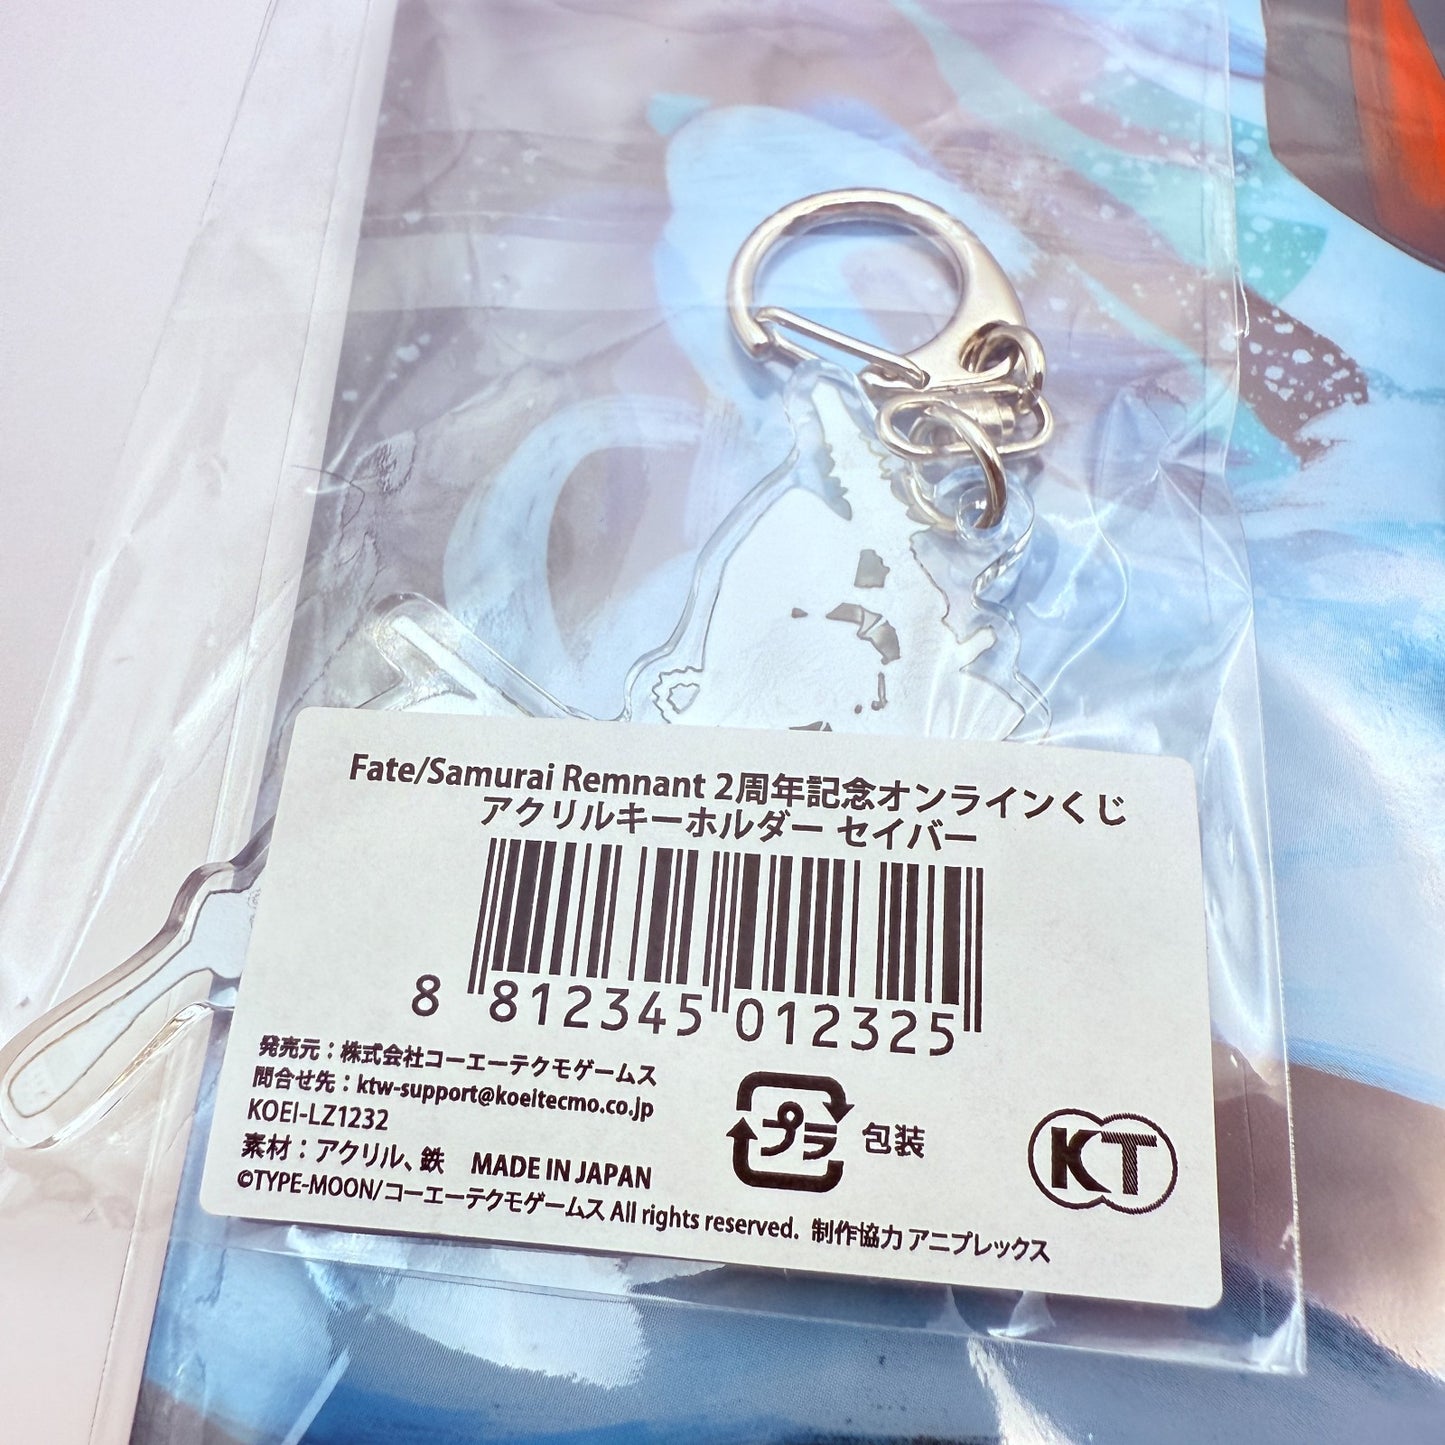 Fate/Samurai Remnant 2周年記念オンラインくじ
アクリルキーホルダー セイバー
8 812345 012325
発売元：株式会社コーエーテクモゲームス
問合せ先：ktw-support@koeitecmo.co.jp
KOEI-LZ1232
素材：アクリル、鉄 MADE IN JAPAN
©TYPE-MOON/コーエーテクモゲームス All rights reserved. 制作協力 アニプレックス
プラ 包装
KT